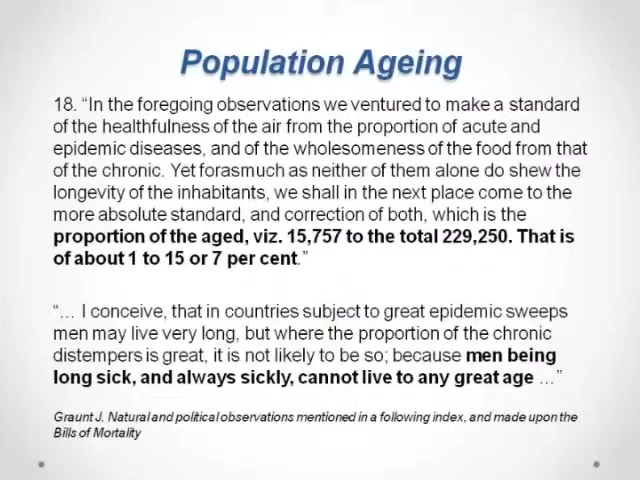 Population Ageing
18. “In the foregoing observations we ventured to make a standard
of the healthfulness of the air from the proportion of acute and
epidemic diseases, and of the wholesomeness of the food from that
of the chronic. Yet forasmuch as neither of them alone do shew the
longevity of the inhabitants, we shall in the next place come to the
more absolute standard, and correction of both, which is the
proportion of the aged, viz. 15,757 to the total 229,250. That is
of about 1 to 15 or 7 per cent.”
“… I conceive, that in countries subject to great epidemic sweeps
men may live very long, but where the proportion of the chronic
distempers is great, it is not likely to be so; because men being
long sick, and always sickly, cannot live to any great age …”
Graunt J. Natural and political observations mentioned in a following index, and made upon the
Bills of Mortality